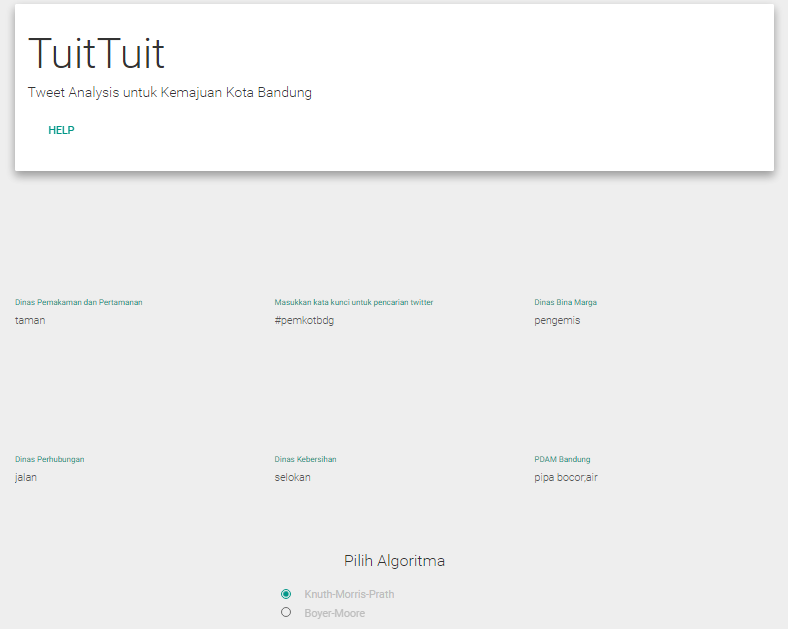 TuitTuit
Tweet Analysis untuk Kemajuan Kota Bandung
HELP
Dinas Pemakaman dan Pertamanan
taman
Masukkan kata kunci untuk pencarian twitter
#pemkotbdg
Dinas Bina Marga
pengemis
Dinas Perhubungan
jalan
Dinas Kebersihan
selokan
PDAM Bandung
pipa bocor;air
Pilih Algoritma
Knuth-Morris-Prath
Boyer-Moore